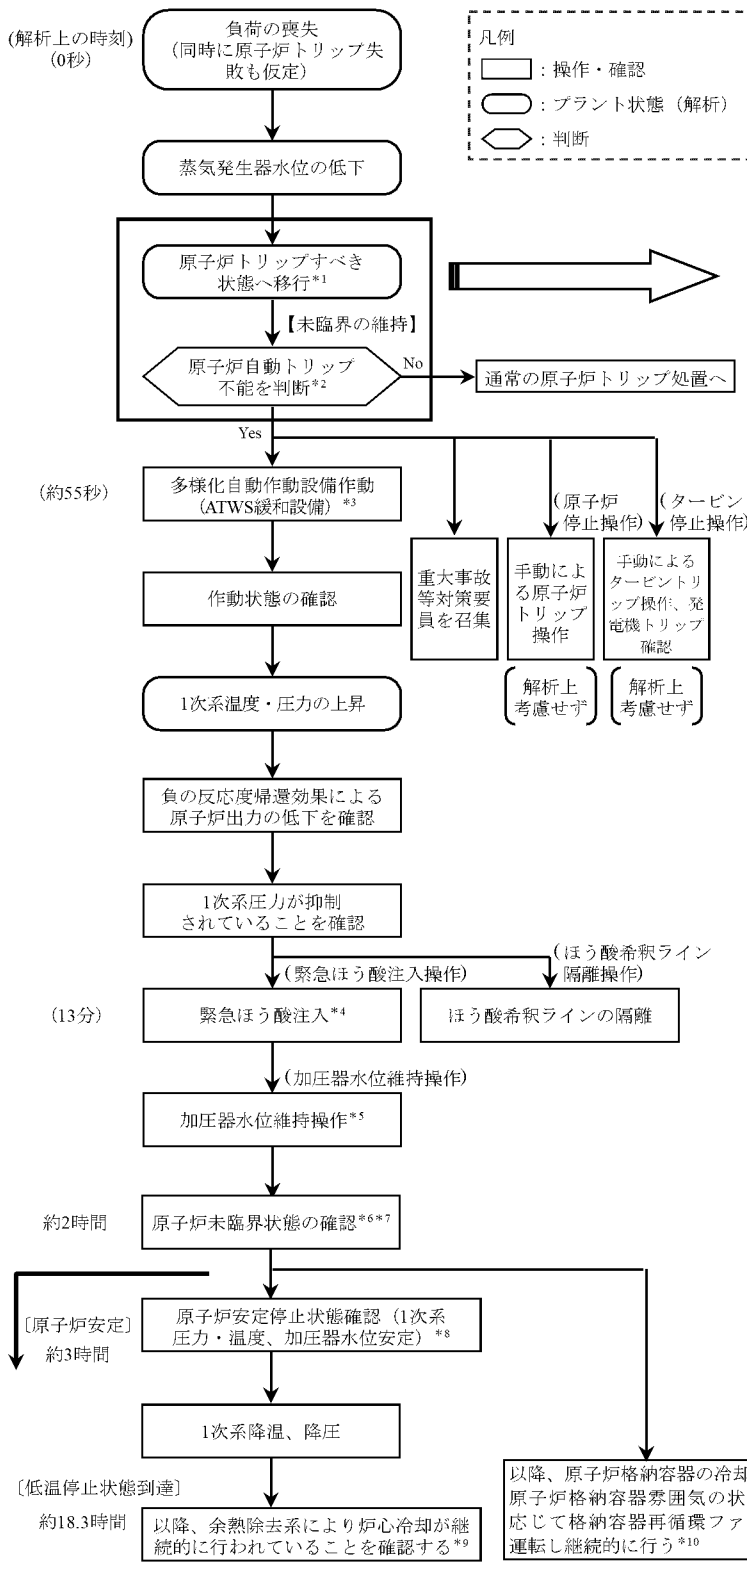 (解析上の時刻)
(0秒)
負荷の喪失
(同時に原子炉トリップ失
敗も仮定)
凡例
：操作・確認
：プラント状態（解析）
：判断
蒸気発生器水位の低下
原子炉トリップすべき
状態へ移行*1
【未臨界の維持】
原子炉自動トリップ
不能を判断*2
No
通常の原子炉トリップ処置へ
Yes
(約55秒)
多様化自動作動設備作動
(ATWS緩和設備) *3
(原子炉
停止操作)
(タービン
停止操作)
重大事故
等対策要
員を召集
手動によ
る原子炉
トリップ
操作
手動による
タービントリ
ップ操作、発
電機トリップ
確認
作動状態の確認
解析上
考慮せず
解析上
考慮せず
1次系温度・圧力の上昇
負の反応度帰還効果による
原子炉出力の低下を確認
1次系圧力が抑制
されていることを確認
(緊急ほう酸注入操作)
(ほう酸希釈ライン
隔離操作)
(13分)
緊急ほう酸注入*4
ほう酸希釈ラインの隔離
(加圧器水位維持操作)
加圧器水位維持操作*5
約2時間
原子炉未臨界状態の確認*6*7
〔原子炉安定〕
約3時間
原子炉安定停止状態確認（1次系
圧力・温度、加圧器水位安定）*8
1次系降温、降圧
〔低温停止状態到達〕
約18.3時間
以降、余熱除去系により炉心冷却が継
続的に行われていることを確認する*9
以降、原子炉格納容器の冷却
原子炉格納容器雰囲気の状
応じて格納容器再循環ファ
運転し継続的に行う*10